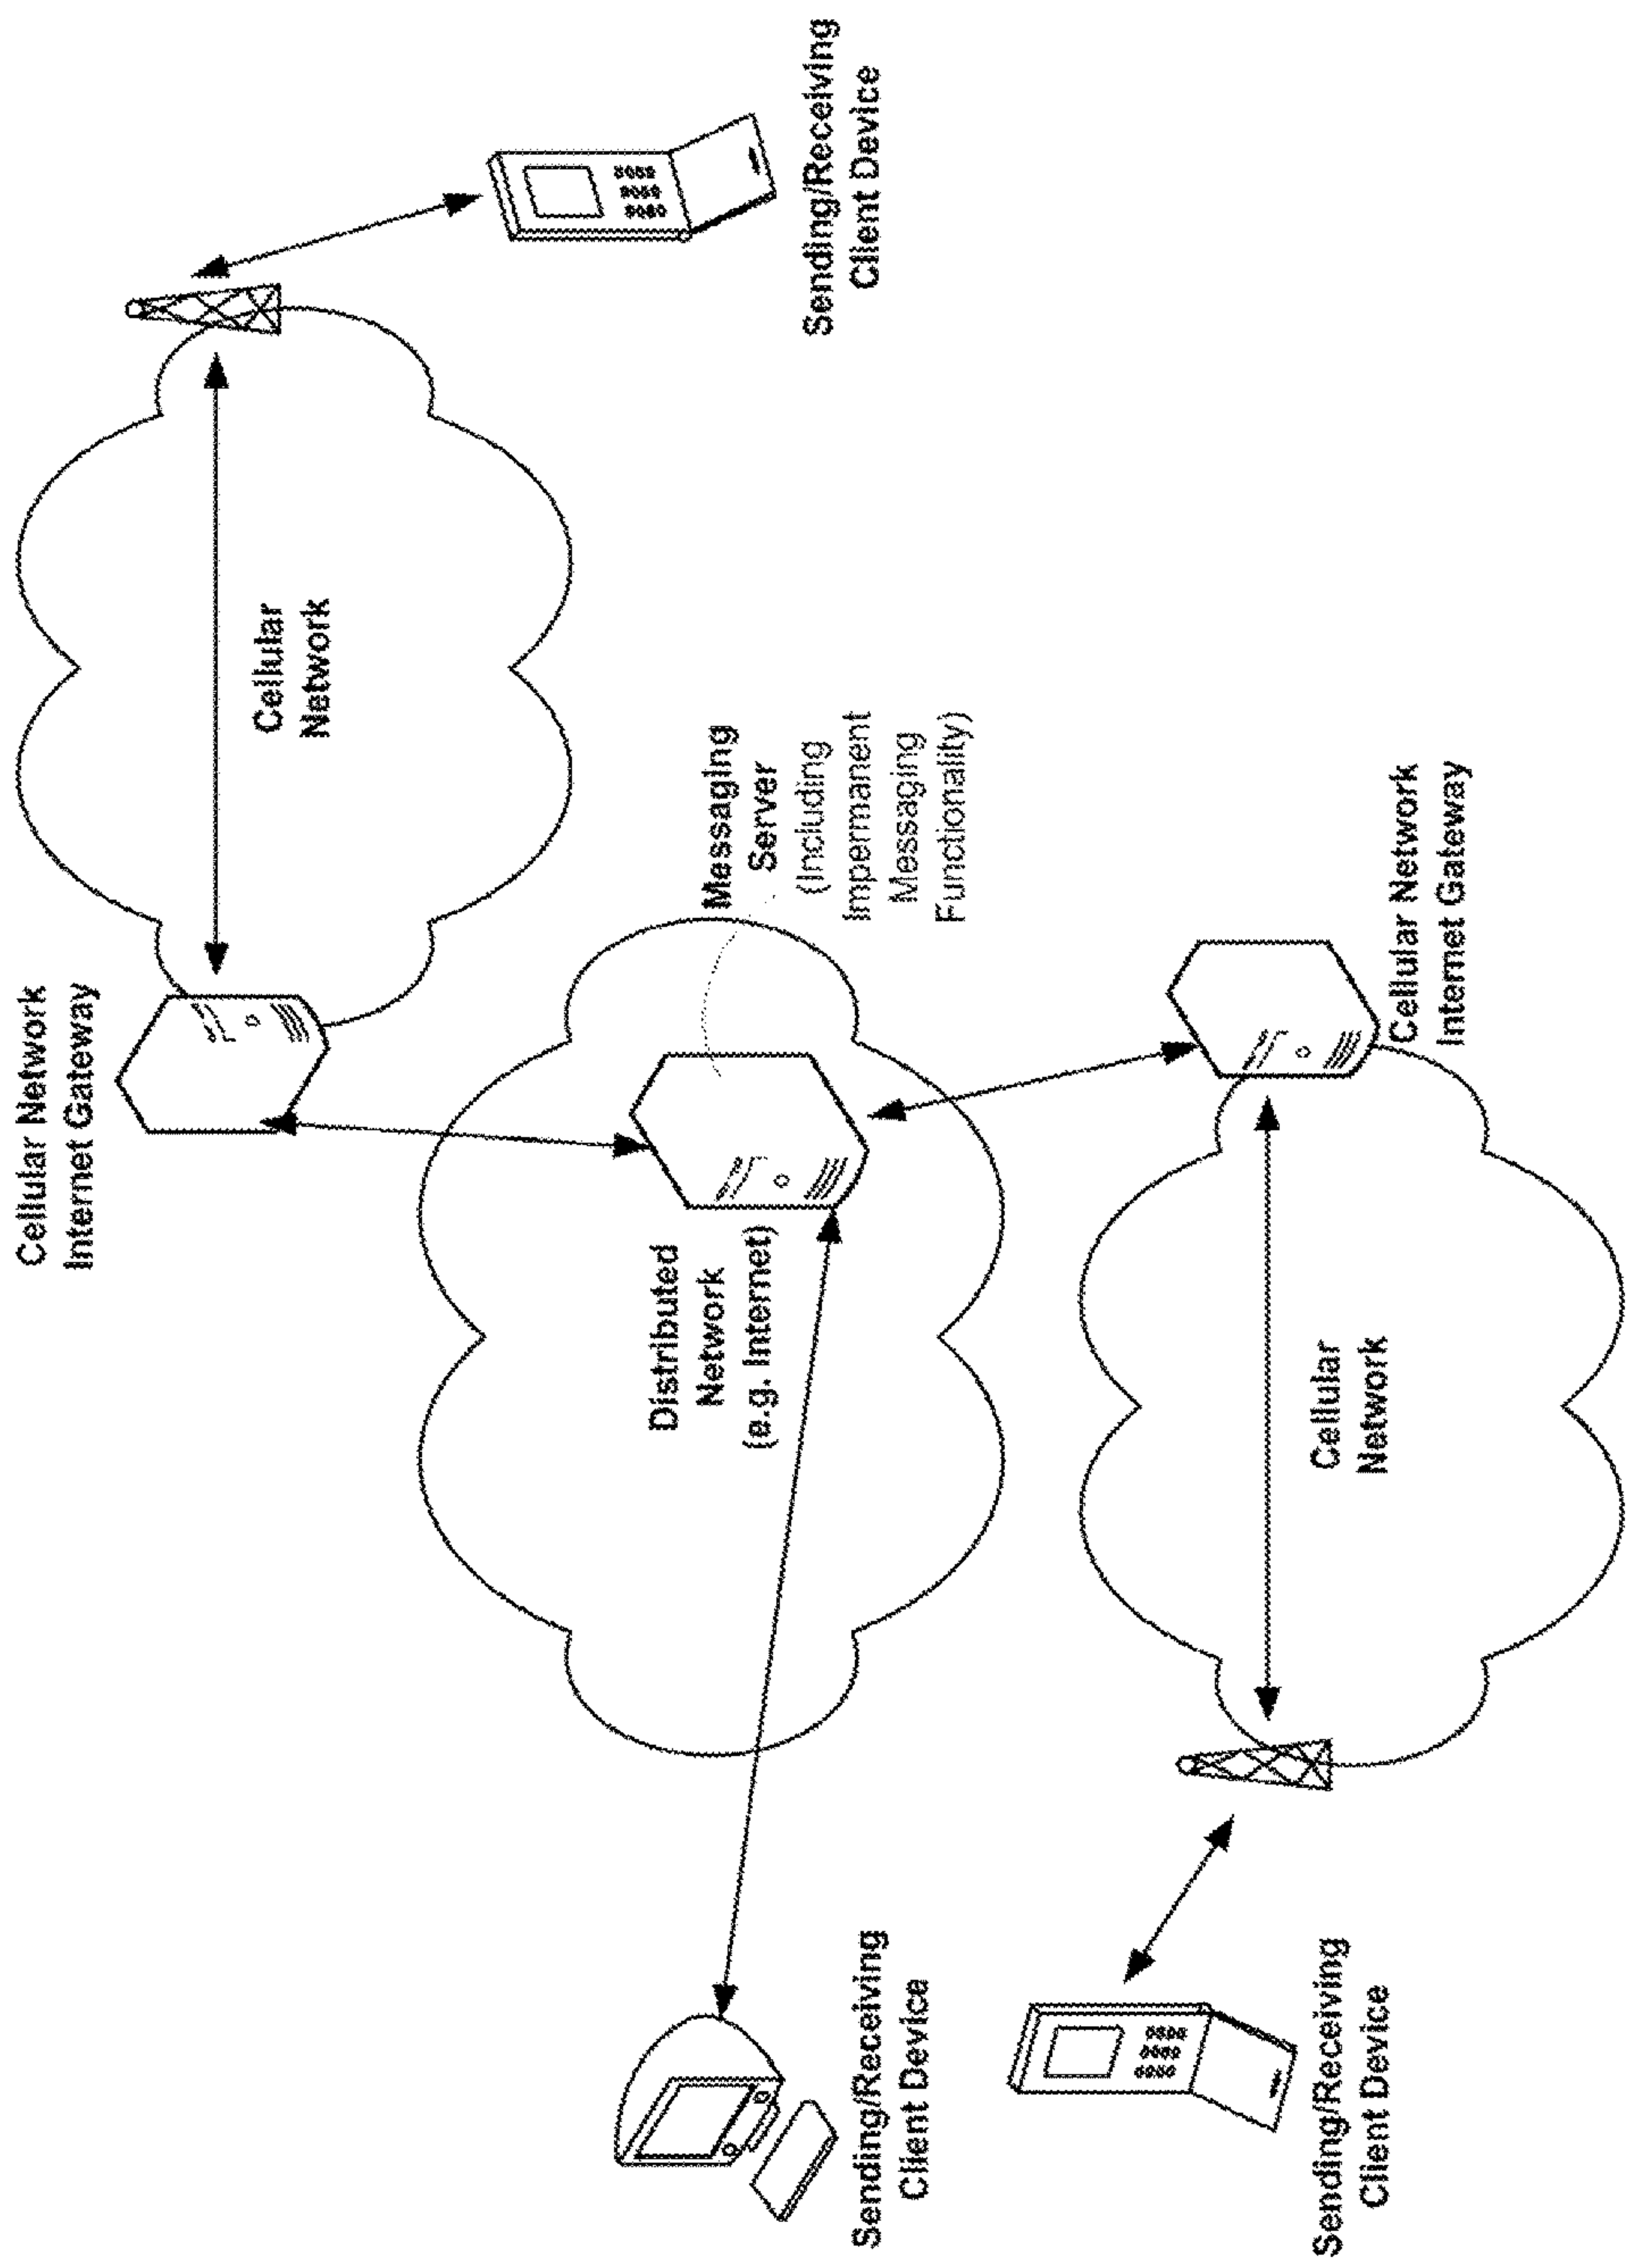 Cellular Network
Internet Gateway
Cellular
Network
Sending/Receiving
Client Device
Messaging
Server
(Including
Impermanent
Messaging
Functionality)
Distributed
Network
(e.g. Internet)
Sending/Receiving
Client Device
Cellular Network
Internet Gateway
Cellular
Network
Sending/Receiving
Client Device